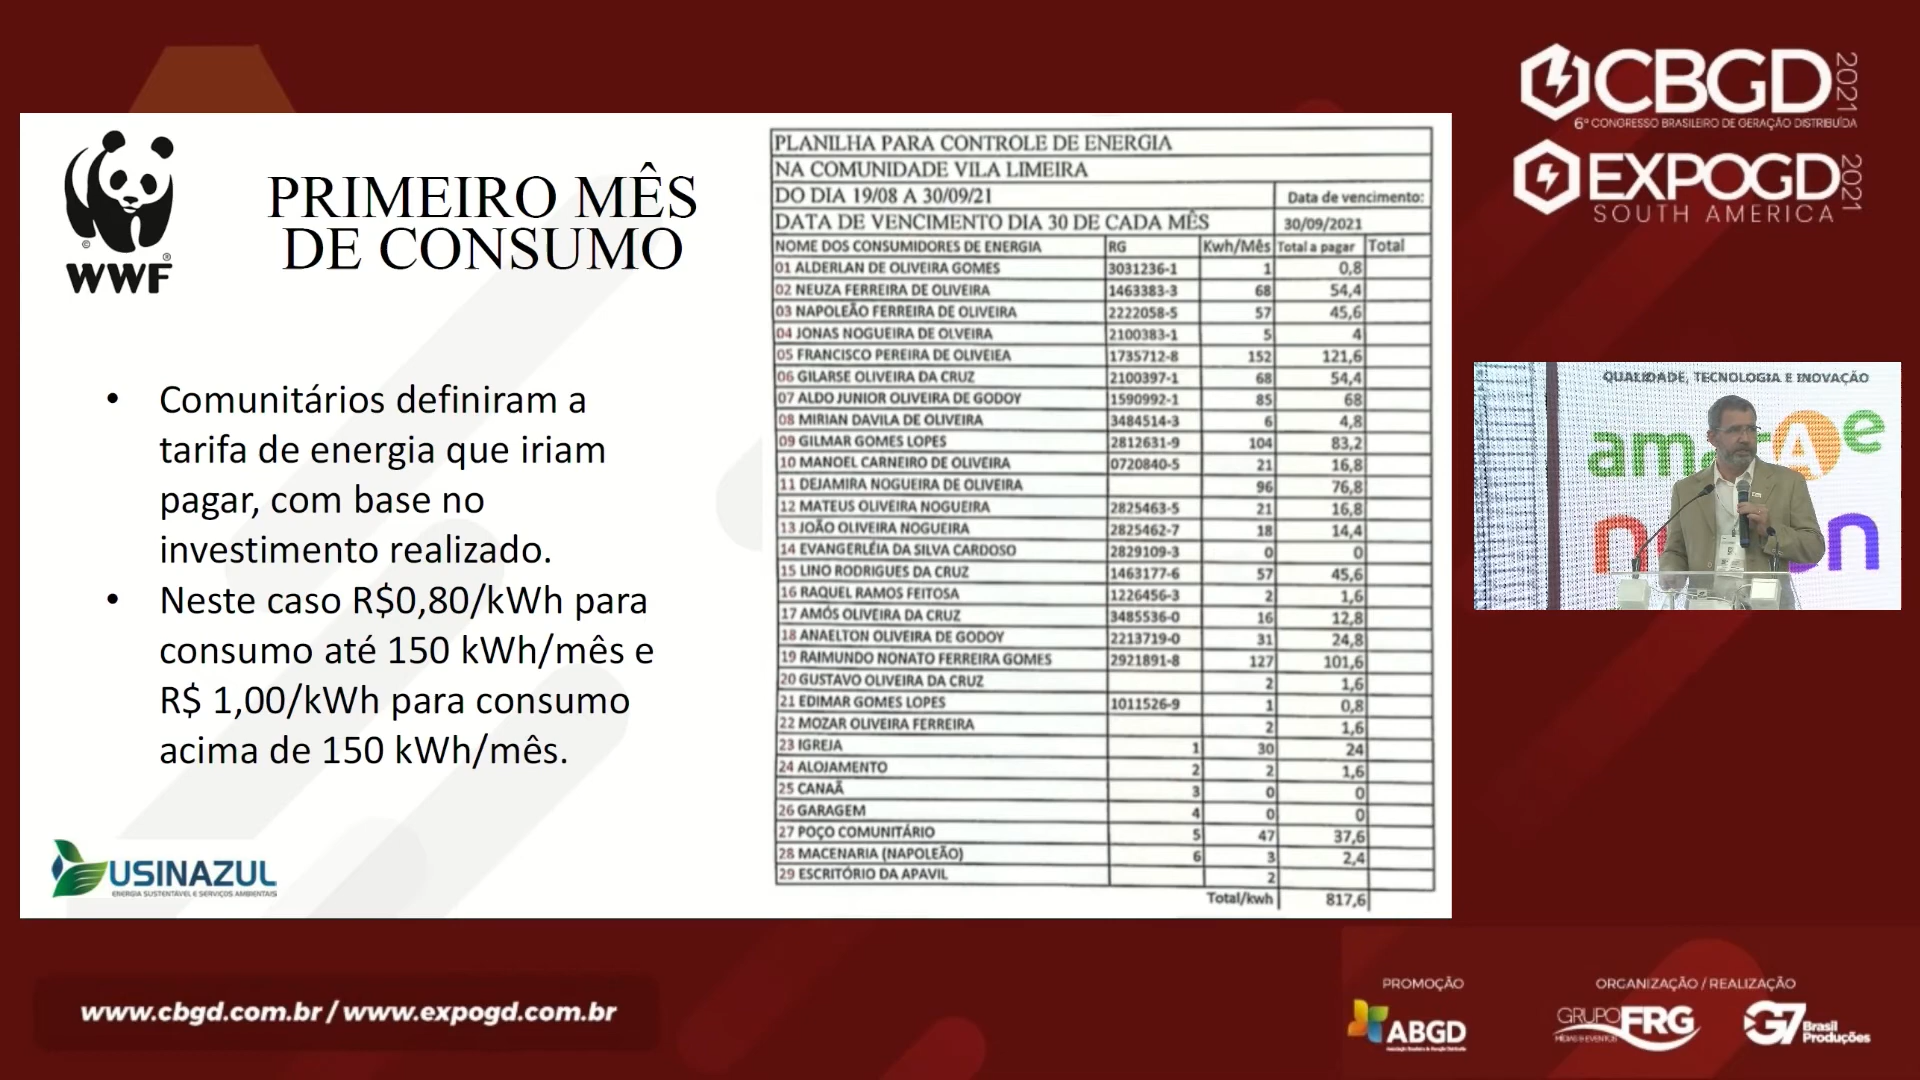 WWF
PRIMEIRO MÊS
DE CONSUMO
• Comunitários definiram a
tarifa de energia que iriam
pagar, com base no
investimento realizado.
• Neste caso R$0,80/kWh para
consumo até 150 kWh/mês e
R$ 1,00/kWh para consumo
acima de 150 kWh/mês.
USINAZUL
ENERGIA SUSTENTÁVEL E SERVIÇOS AMBIENTAIS
PLANILHA PARA CONTROLE DE ENERGIA
NA COMUNIDADE VILA LIMEIRA
DO DIA 19/08 A 30/09/21 Data de vencimento:
DATA DE VENCIMENTO DIA 30 DE CADA MÊS 30/09/2021
NOME DOS CONSUMIDORES DE ENERGIA RG Kwh/Mês Total a pagar Total
01 ALDERLAN DE OLIVEIRA GOMES 3031236-1 1 0,8
02 NEUZA FERREIRA DE OLIVEIRA 1463383-3 68 54,4
03 NAPOLEÃO FERREIRA DE OLIVEIRA 2222058-5 57 45,6
04 JONAS NOGUEIRA DE OLVEIRA 2100383-1 5 4
05 FRANCISCO PEREIRA DE OLIVEIEA 1735712-8 152 121,6
06 GILARSE OLIVEIRA DA CRUZ 2100397-1 68 54,4
07 ALDO JUNIOR OLIVEIRA DE GODOY 1590992-1 85 68
08 MIRIAN DAVILA DE OLIVEIRA 3484514-3 6 4,8
09 GILMAR GOMES LOPES 2812631-9 104 83,2
10 MANOEL CARNEIRO DE OLIVEIRA 0720840-5 21 16,8
11 DEJAMIRA NOGUEIRA DE OLIVEIRA 96 76,8
12 MATEUS OLIVEIRA NOGUEIRA 2825463-5 21 16,8
13 JOÃO OLIVEIRA NOGUEIRA 2825462-7 18 14,4
14 EVANGERLÉIA DA SILVA CARDOSO 2829109-3 0 0
15 LINO RODRIGUES DA CRUZ 1463177-6 57 45,6
16 RAQUEL RAMOS FEITOSA 1226456-3 2 1,6
17 AMÓS OLIVEIRA DA CRUZ 3485536-0 16 12,8
18 ANAELTON OLIVEIRA DE GODOY 2213719-0 31 24,8
19 RAIMUNDO NONATO FERREIRA GOMES 2921891-8 127 101,6
20 GUSTAVO OLIVEIRA DA CRUZ 2 1,6
21 EDIMAR GOMES LOPES 1011526-9 1 0,8
22 MOZAR OLIVEIRA FERREIRA 2 1,6
23 IGREJA 1 30 24
24 ALOJAMENTO 2 2 1,6
25 CANAÃ 3 0 0
26 GARAGEM 4 0 0
27 POÇO COMUNITÁRIO 5 47 37,6
28 MACENARIA (NAPOLEÃO) 6 3 2,4
29 ESCRITÓRIO DA APAVIL 2
Total/kwh 817,6
CBGD 2021
6º CONGRESSO BRASILEIRO DE GERAÇÃO DISTRIBUÍDA
EXPOGD 2021
SOUTH AMERICA
QUALIDADE, TECNOLOGIA E INOVAÇÃO
www.cbgd.com.br / www.expogd.com.br
PROMOÇÃO
ABGD
ORGANIZAÇÃO / REALIZAÇÃO
GRUPO FRG
MÍDIAS & EVENTOS
G7 Brasil
Produções